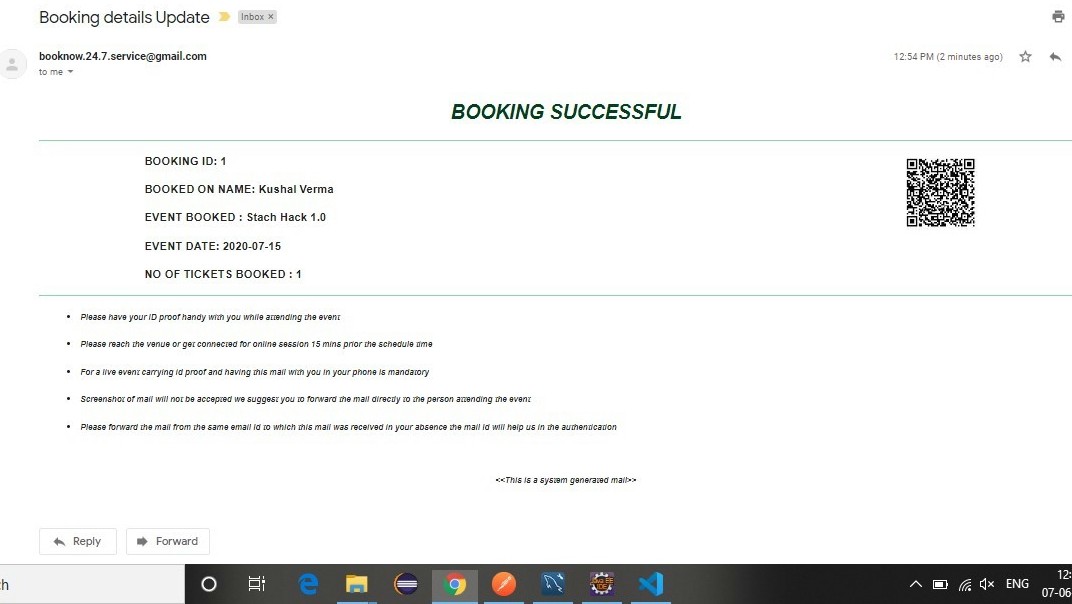 Booking details Update
Inbox ×
booknow.24.7.service@gmail.com
12:54 PM (2 minutes ago)
to me
BOOKING SUCCESSFUL
BOOKING ID: 1
BOOKED ON NAME: Kushal Verma
EVENT BOOKED : Stach Hack 1.0
EVENT DATE: 2020-07-15
NO OF TICKETS BOOKED : 1
• Please have your ID proof handy with you while attending the event
• Please reach the venue or get connected for online session 15 mins prior the schedule time
• For a live event carrying id proof and having this mail with you in your phone is mandatory
• Screenshot of mail will not be accepted we suggest you to forward the mail directly to the person attending the event
• Please forward the mail from the same email id to which this mail was received in your absence the mail id will help us in the authentication
<<This is a system generated mail>>
Reply
Forward
ch
ENG
12:
07-06